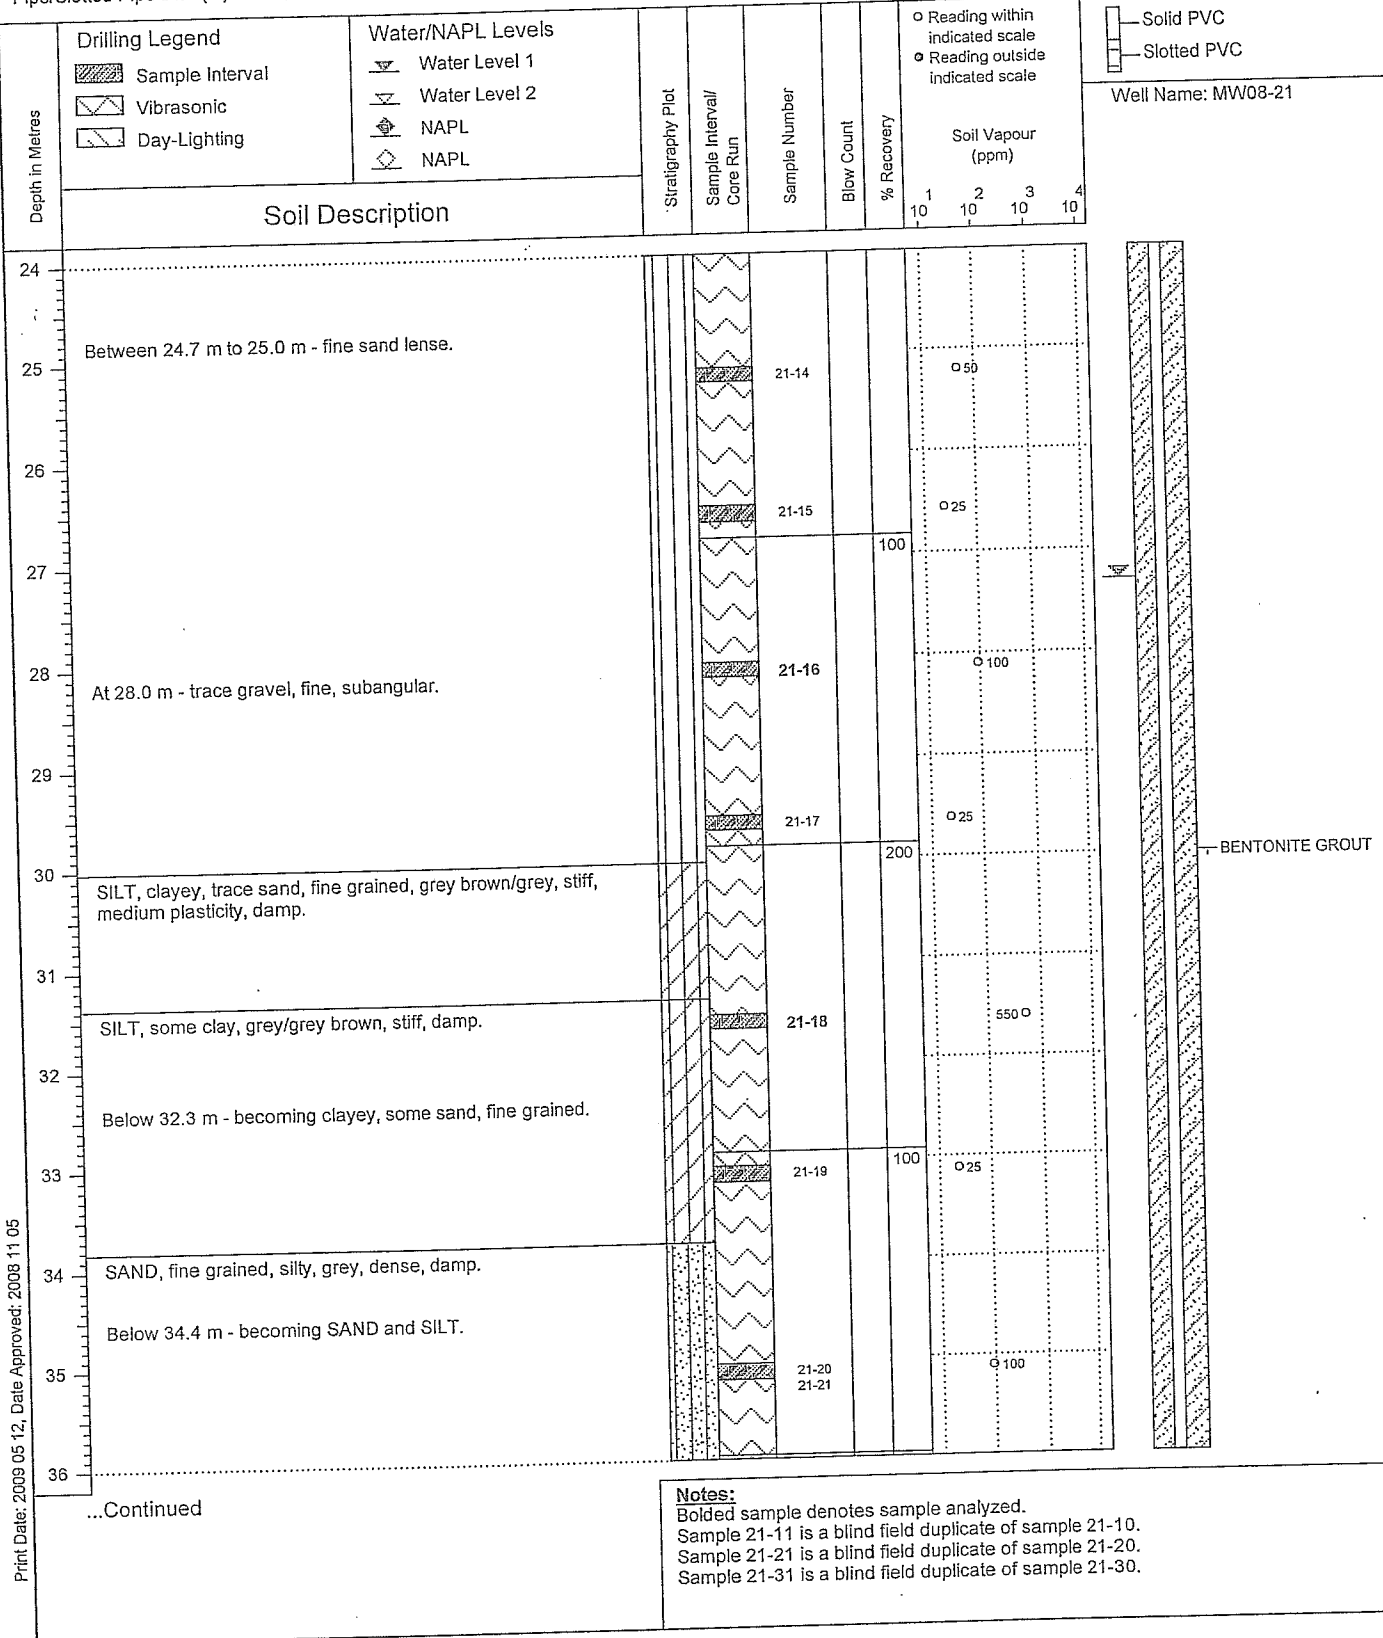 Drilling Legend
Sample Interval
Vibrasonic
Day-Lighting
Water/NAPL Levels
Water Level 1
Water Level 2
NAPL
NAPL
Depth in Metres
Soil Description
Stratigraphy Plot
Sample Interval/
Core Run
Sample Number
Blow Count
% Recovery
Reading within
indicated scale
Reading outside
indicated scale
Soil Vapour
(ppm)
10^1 10^2 10^3 10^4
Solid PVC
Slotted PVC
Well Name: MW08-21
24
Between 24.7 m to 25.0 m - fine sand lense.
25
21-14
50
26
21-15
25
100
27
28
At 28.0 m - trace gravel, fine, subangular.
21-16
100
29
21-17
25
200
BENTONITE GROUT
30
SILT, clayey, trace sand, fine grained, grey brown/grey, stiff,
medium plasticity, damp.
31
SILT, some clay, grey/grey brown, stiff, damp.
21-18
550
32
Below 32.3 m - becoming clayey, some sand, fine grained.
100
33
21-19
25
34
SAND, fine grained, silty, grey, dense, damp.
Below 34.4 m - becoming SAND and SILT.
35
21-20
21-21
100
36
...Continued
Notes:
Bolded sample denotes sample analyzed.
Sample 21-11 is a blind field duplicate of sample 21-10.
Sample 21-21 is a blind field duplicate of sample 21-20.
Sample 21-31 is a blind field duplicate of sample 21-30.
Print Date: 2009 05 12, Date Approved: 2008 11 05